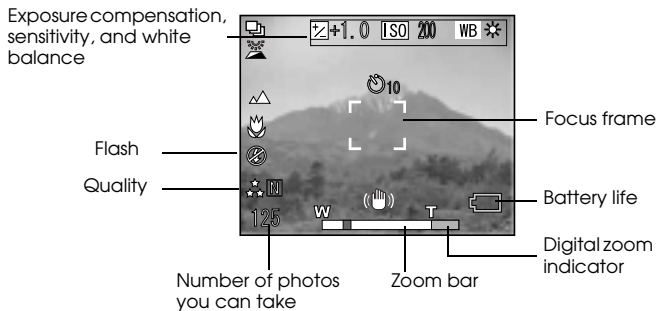 Exposure compensation,
sensitivity, and white
balance
+1.0 ISO 200 WB
10
Focus frame
Flash
Quality
N
125
W
T
Battery life
Digital zoom
indicator
Number of photos
you can take
Zoom bar